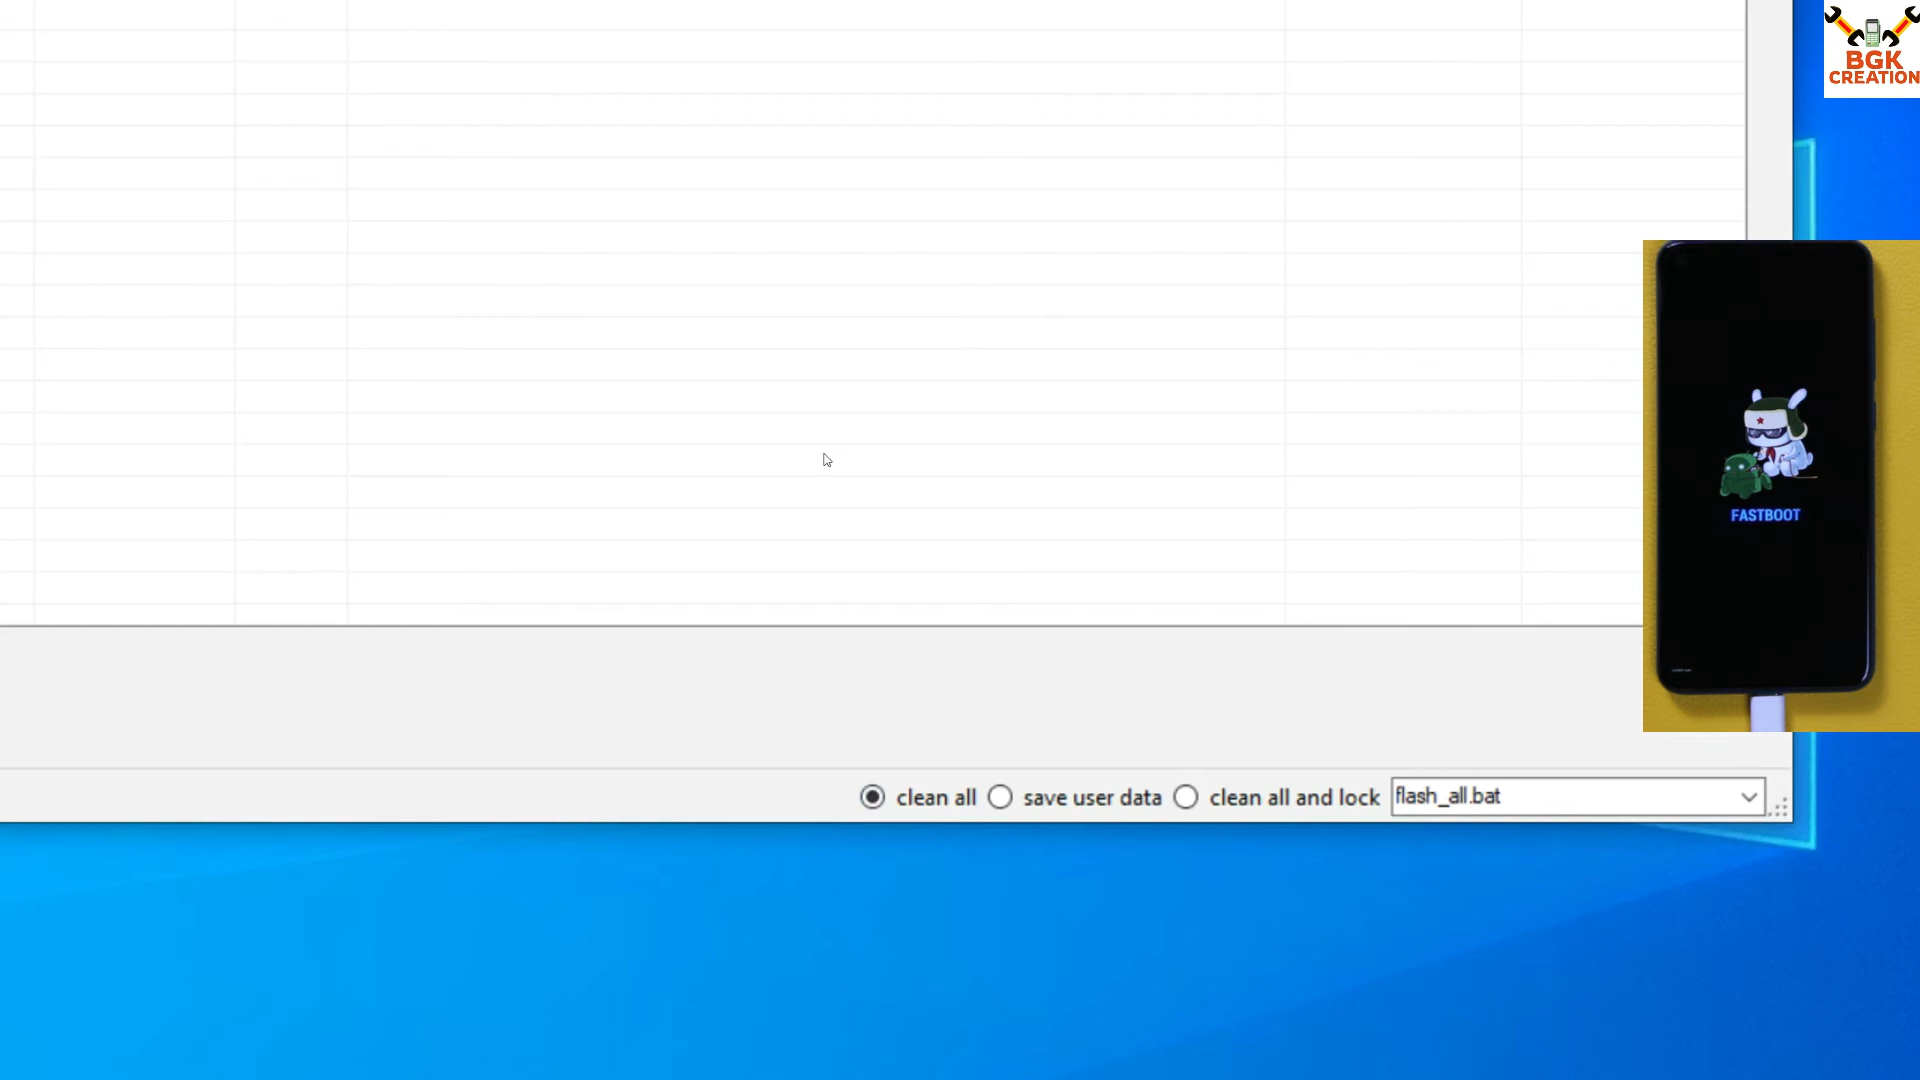 BGK
CREATION
FASTBOOT
clean all save user data clean all and lock flash_all.bat